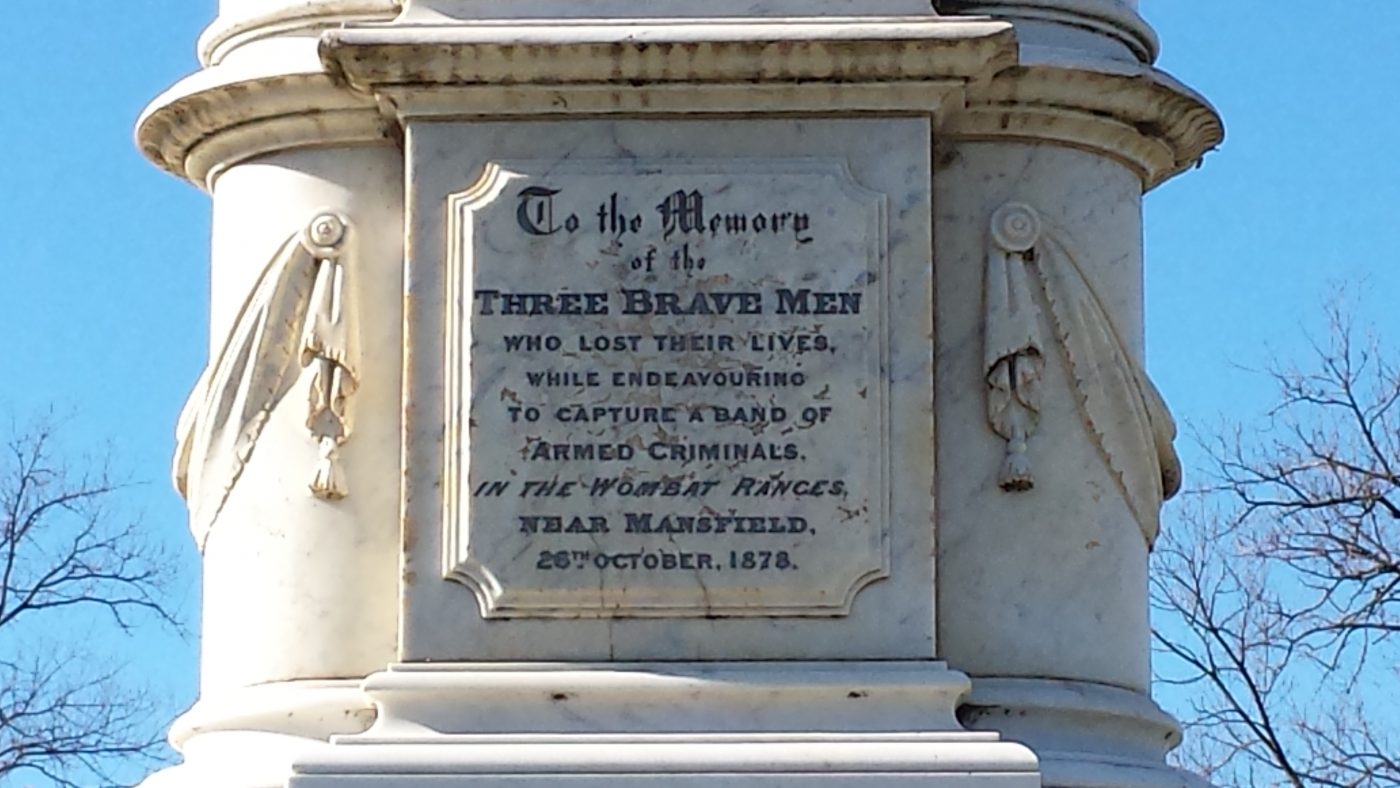 To the Memory
of the
THREE BRAVE MEN
WHO LOST THEIR LIVES,
WHILE ENDEAVOURING
TO CAPTURE A BAND OF
ARMED CRIMINALS,
IN THE WOMBAT RANGES,
NEAR MANSFIELD,
26TH OCTOBER, 1878.